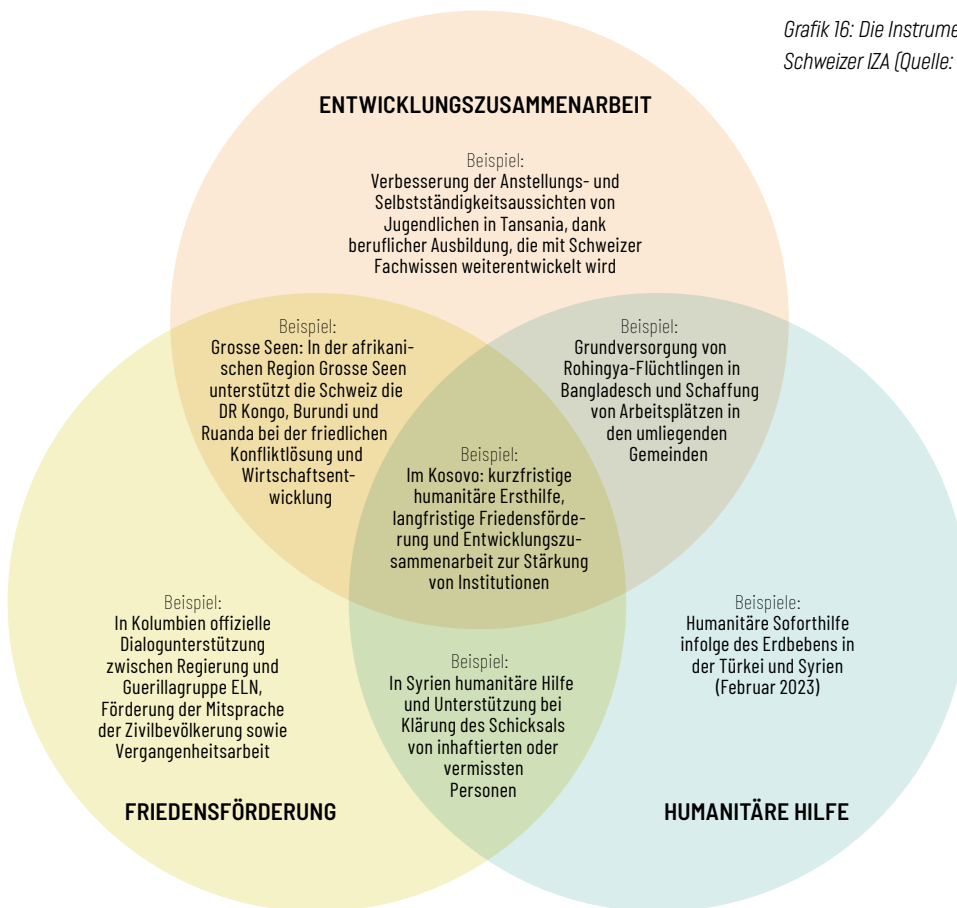 Grafik 16: Die Instrume
Schweizer IZA (Quelle:
ENTWICKLUNGSZUSAMMENARBEIT
Beispiel:
Verbesserung der Anstellungs- und
Selbstständigkeitsaussichten von
Jugendlichen in Tansania, dank
beruflicher Ausbildung, die mit Schweizer
Fachwissen weiterentwickelt wird
Beispiel:
Grosse Seen: In der afrikani-
schen Region Grosse Seen
unterstützt die Schweiz die
DR Kongo, Burundi und
Ruanda bei der friedlichen
Konfliktlösung und
Wirtschaftsent-
wicklung
Beispiel:
Grundversorgung von
Rohingya-Flüchtlingen in
Bangladesch und Schaffung
von Arbeitsplätzen in
den umliegenden
Gemeinden
Beispiel:
Im Kosovo: kurzfristige
humanitäre Ersthilfe,
langfristige Friedensförde-
rung und Entwicklungszu-
sammenarbeit zur Stärkung
von Institutionen
Beispiel:
In Kolumbien offizielle
Dialogunterstützung
zwischen Regierung und
Guerillagruppe ELN,
Förderung der Mitsprache
der Zivilbevölkerung sowie
Vergangenheitsarbeit
Beispiel:
In Syrien humanitäre Hilfe
und Unterstützung bei
Klärung des Schicksals
von inhaftierten oder
vermissten
Personen
Beispiele:
Humanitäre Soforthilfe
infolge des Erdbebens in
der Türkei und Syrien
(Februar 2023)
FRIEDENSFÖRDERUNG
HUMANITÄRE HILFE